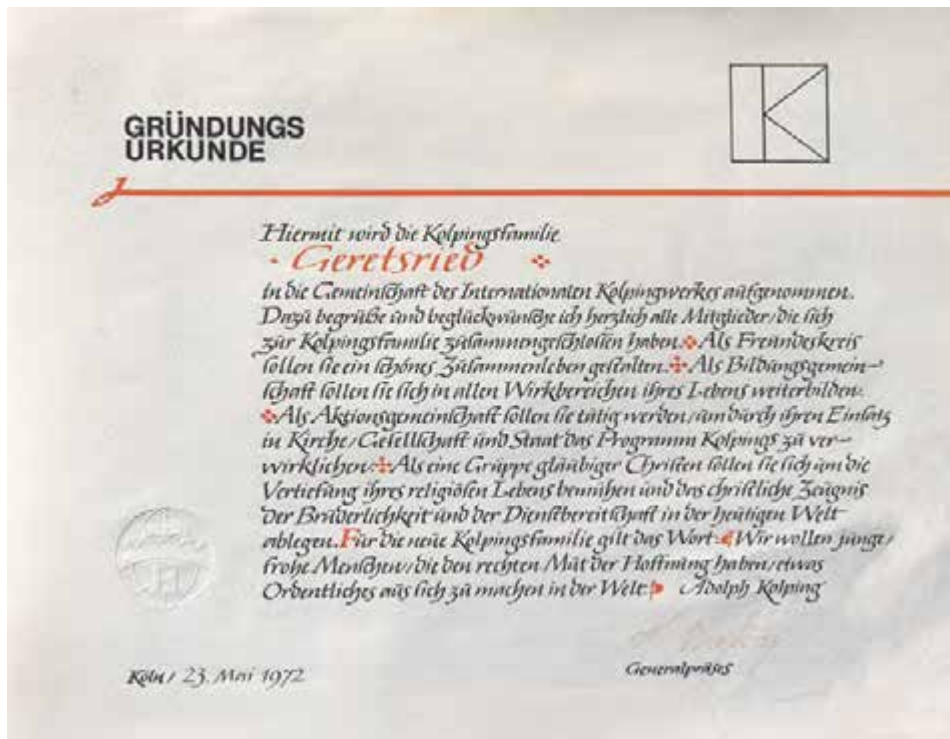 GRÜNDUNGS
URKUNDE
Hiermit wird die Kolpingsfamilie
Geretsried
in die Gemeinschaft des Internationalen Kolpingwerkes aufgenommen.
Dazu begrüße und beglückwünsche ich herzlich alle Mitglieder/die sich
zur Kolpingsfamilie zusammengeschlossen haben. Als Freundeskreis
sollen sie ein schönes Zusammenleben gestalten. Als Bildungsgemein-
schaft sollen sie sich in allen Wirkbereichen ihres Lebens weiterbilden.
Als Aktionsgemeinschaft sollen sie tätig werden/um durch ihren Einsatz
in Kirche/Gesellschaft und Staat das Programm Kolpings zu ver-
wirklichen. Als eine Gruppe gläubiger Christen sollen sie sich um die
Vertiefung ihres religiösen Lebens bemühen und das christliche Zeugnis
der Brüderlichkeit und der Dienstbereitschaft in der heutigen Welt
ablegen. Für die neue Kolpingsfamilie gilt das Wort: Wir wollen junge/
frohe Menschen/die den rechten Mut der Hoffnung haben/etwas
Ordentliches aus sich zu machen in der Welt. Adolph Kolping
Köln/ 23. Mai 1972
Generalpräses